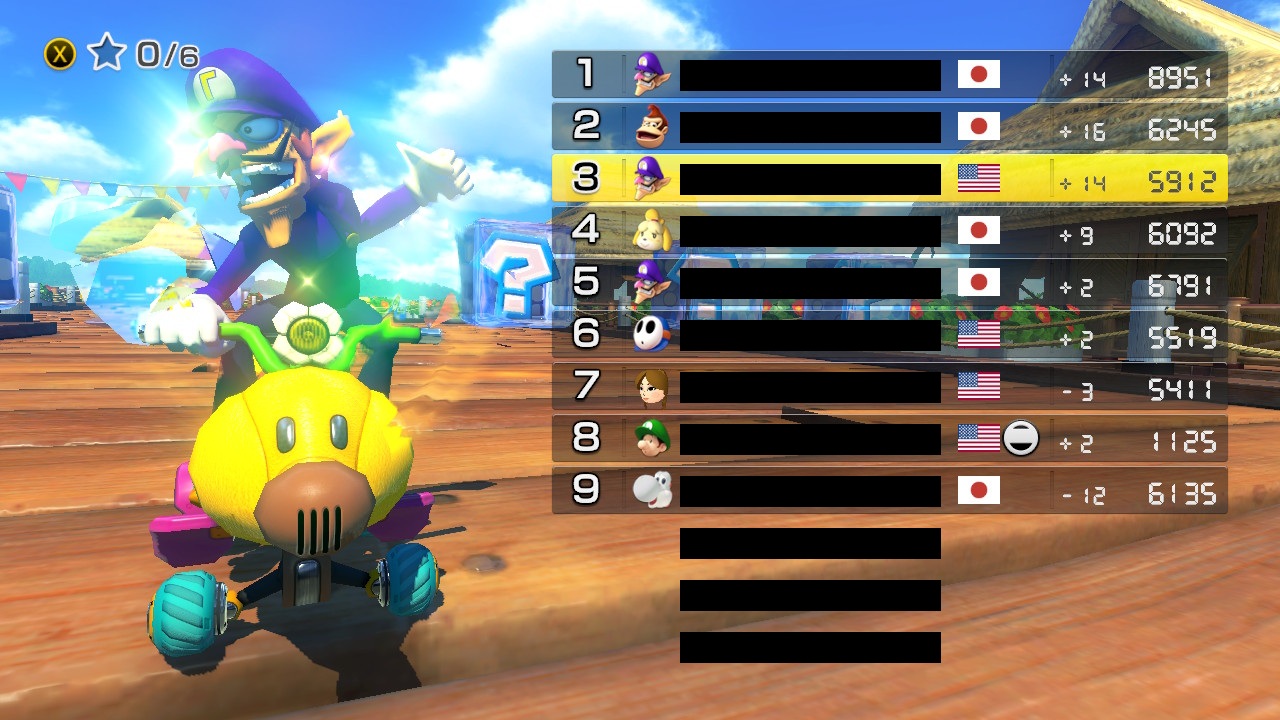 X 0/6
1 + 14 8951
2 + 16 6245
3 + 14 5912
4 + 9 6092
5 + 2 6791
6 + 2 5519
7 - 3 5411
8 + 2 1125
9 - 12 6135